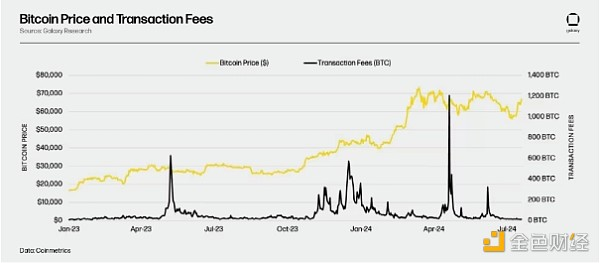 Bitcoin Price and Transaction Fees
Source: Galaxy Research
galaxy
Bitcoin Price ($) Transaction Fees (BTC)
$80,000 1,400 BTC
$70,000 1,200 BTC
$60,000 1,000 BTC
$50,000 800 BTC
$40,000
$30,000 600 BTC
$20,000 400 BTC
$10,000 200 BTC
$0 0 BTC
BITCOIN PRICE
TRANSACTION FEES
Jan-23 Apr-23 Jul-23 Oct-23 Jan-24 Apr-24 Jul-24
Data: Coinmetrics
金色财经